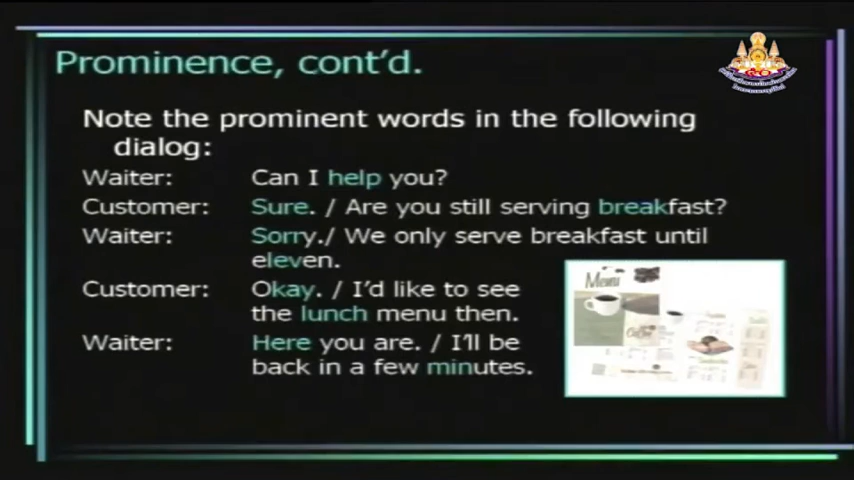 Prominence, cont'd.
Note the prominent words in the following
dialog:
Waiter: Can I help you?
Customer: Sure. / Are you still serving breakfast?
Waiter: Sorry./ We only serve breakfast until
eleven.
Customer: Okay. / I'd like to see
the lunch menu then.
Waiter: Here you are. / I'll be
back in a few minutes.
Menu